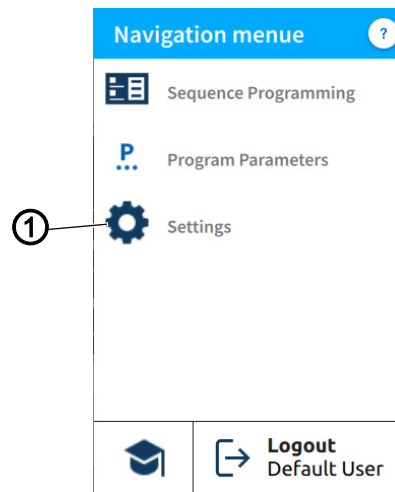 Navigation menue ?
Sequence Programming
P
Program Parameters
1
Settings
Logout
Default User